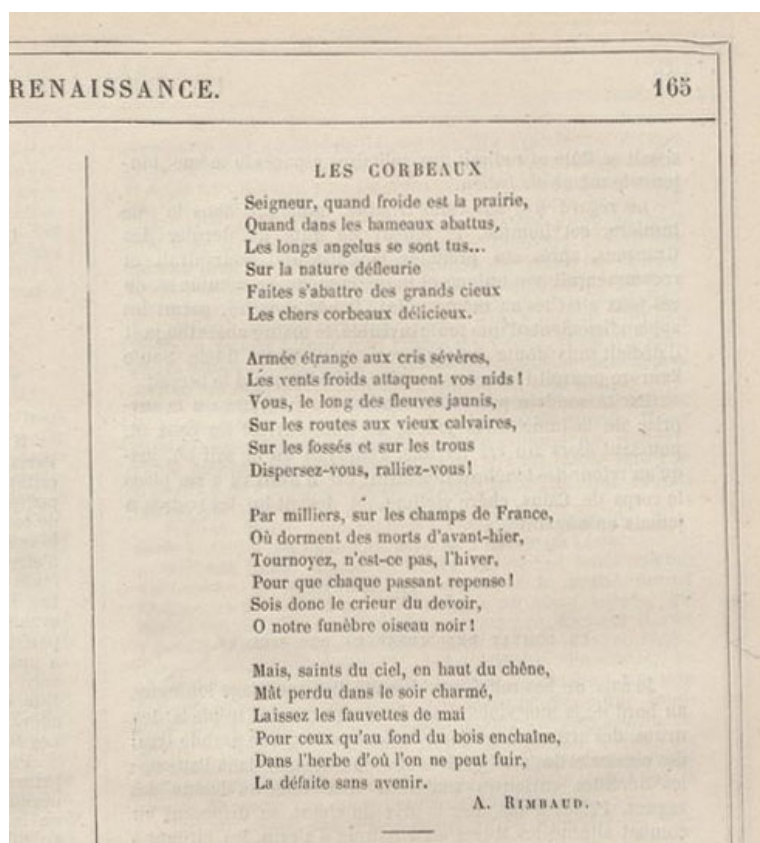 RENAISSANCE.
165
LES CORBEAUX
Seigneur, quand froide est la prairie,
Quand dans les hameaux abattus,
Les longs angelus se sont tus...
Sur la nature défleurie
Faites s'abattre des grands cieux
Les chers corbeaux délicieux.
Armée étrange aux cris sévères,
Les vents froids attaquent vos nids !
Vous, le long des fleuves jaunis,
Sur les routes aux vieux calvaires,
Sur les fossés et sur les trous
Dispersez-vous, ralliez-vous !
Par milliers, sur les champs de France,
Où dorment des morts d'avant-hier,
Tournoyez, n'est-ce pas, l'hiver,
Pour que chaque passant repense !
Sois donc le crieur du devoir,
O notre funèbre oiseau noir !
Mais, saints du ciel, en haut du chêne,
Mât perdu dans le soir charmé,
Laissez les fauvettes de mai
Pour ceux qu'au fond du bois enchaîne,
Dans l'herbe d'où l'on ne peut fuir,
La défaite sans avenir.
A. RIMBAUD.